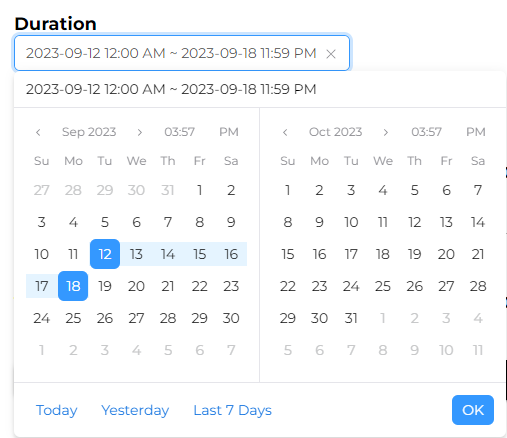 Duration
2023-09-12 12:00 AM ~ 2023-09-18 11:59 PM ×
2023-09-12 12:00 AM ~ 2023-09-18 11:59 PM
‹ Sep 2023 › 03:57 PM
Su Mo Tu We Th Fr Sa
27 28 29 30 31 1 2
3 4 5 6 7 8 9
10 11 12 13 14 15 16
17 18 19 20 21 22 23
24 25 26 27 28 29 30
1 2 3 4 5 6 7
‹ Oct 2023 › 03:57 PM
Su Mo Tu We Th Fr Sa
1 2 3 4 5 6 7
8 9 10 11 12 13 14
15 16 17 18 19 20 21
22 23 24 25 26 27 28
29 30 31 1 2 3 4
5 6 7 8 9 10 11
Today Yesterday Last 7 Days OK